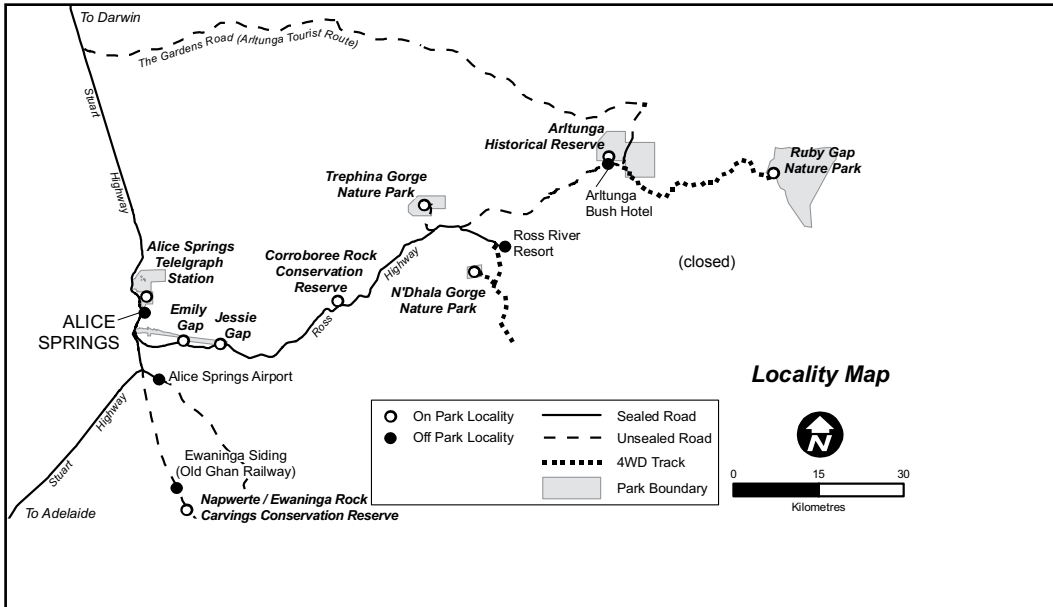 To Darwin
The Gardens Road (Arltunga Tourist Route)
Stuart
Highway
Arltunga
Historical Reserve
Ruby Gap
Nature Park
Trephina Gorge
Nature Park
Arltunga
Bush Hotel
Ross River
Resort
Alice Springs
Telelgraph
Station
Corroboree Rock
Conservation
Reserve
Highway
(closed)
N'Dhala Gorge
Nature Park
Emily
Gap
Jessie
Gap
Ross
ALICE
SPRINGS
Alice Springs Airport
Locality Map
Highway
Stuart
On Park Locality
Off Park Locality
Sealed Road
Unsealed Road
4WD Track
Park Boundary
N
0
15
30
Kilometres
Ewaninga Siding
(Old Ghan Railway)
Napwerte / Ewaninga Rock
Carvings Conservation Reserve
To Adelaide